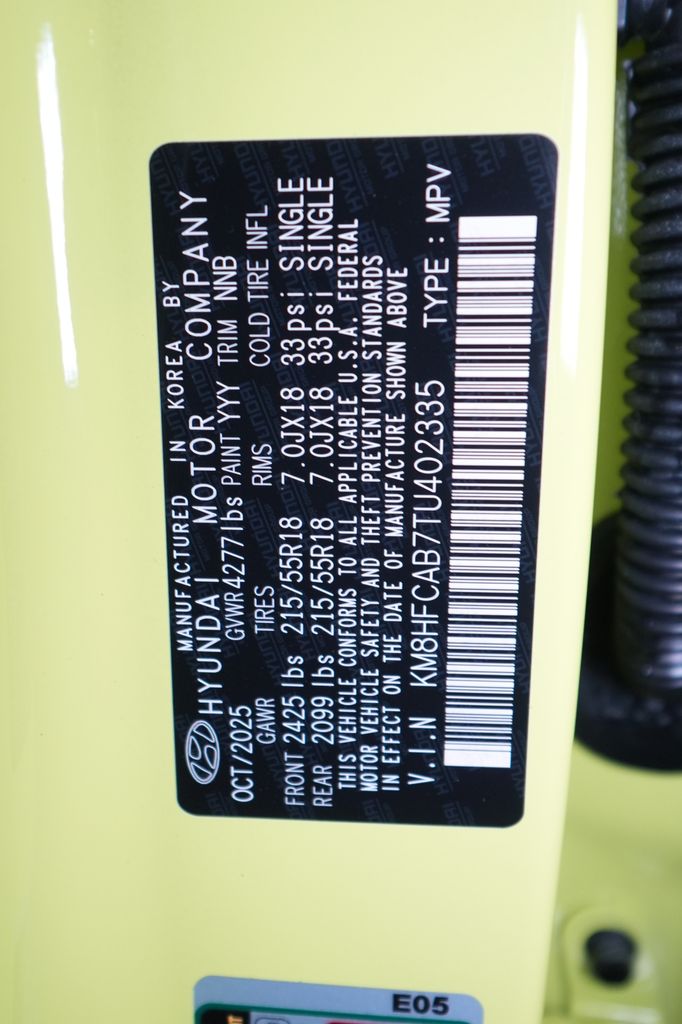 MANUFACTURED IN KOREA BY
HYUNDAI MOTOR COMPANY
OCT/2025 GVWR 4277 lbs PAINT YYY TRIM NNB
GAWR TIRES RIMS COLD TIRE INFL
FRONT 2425 lbs 215/55R18 7.0JX18 33psi SINGLE
REAR 2099 lbs 215/55R18 7.0JX18 33psi SINGLE
THIS VEHICLE CONFORMS TO ALL APPLICABLE U.S.A. FEDERAL
MOTOR VEHICLE SAFETY AND THEFT PREVENTION STANDARDS
IN EFFECT ON THE DATE OF MANUFACTURE SHOWN ABOVE
V.I.N KM8HFCAB7TU402335 TYPE : MPV
E05